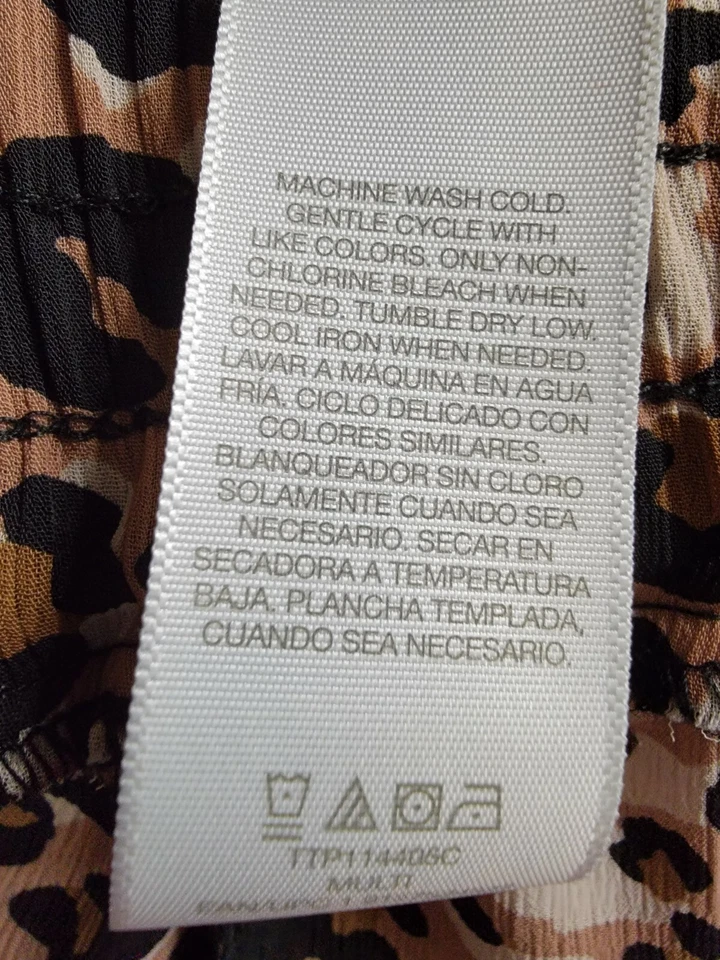 MACHINE WASH COLD.
GENTLE CYCLE WITH
LIKE COLORS. ONLY NON-
CHLORINE BLEACH WHEN
NEEDED. TUMBLE DRY LOW.
COOL IRON WHEN NEEDED.
LAVAR A MÁQUINA EN AGUA
FRÍA. CICLO DELICADO CON
COLORES SIMILARES.
BLANQUEADOR SIN CLORO
SOLAMENTE CUANDO SEA
NECESARIO. SECAR EN
SECADORA A TEMPERATURA
BAJA. PLANCHA TEMPLADA,
CUANDO SEA NECESARIO.
TTP114406C
MULTI